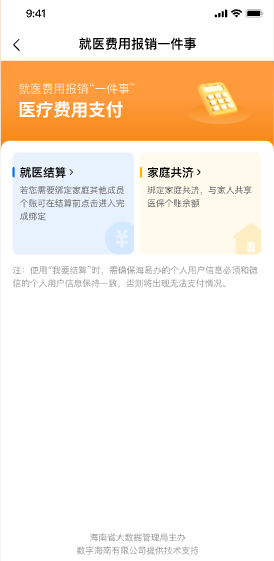 9:41
就医费用报销一件事
就医费用报销“一件事”
医疗费用支付
就医结算
若您需要绑定家庭其他成员
个账可在结算前点击进入完
成绑定
家庭共济
绑定家庭共济，与家人共享
医保个账余额
注：使用“我要结算”时，需确保海易办的个人用户信息必须和微
信的个人用户信息保持一致，否则将出现无法支付情况。
海南省大数据管理局主办
数字海南有限公司提供技术支持